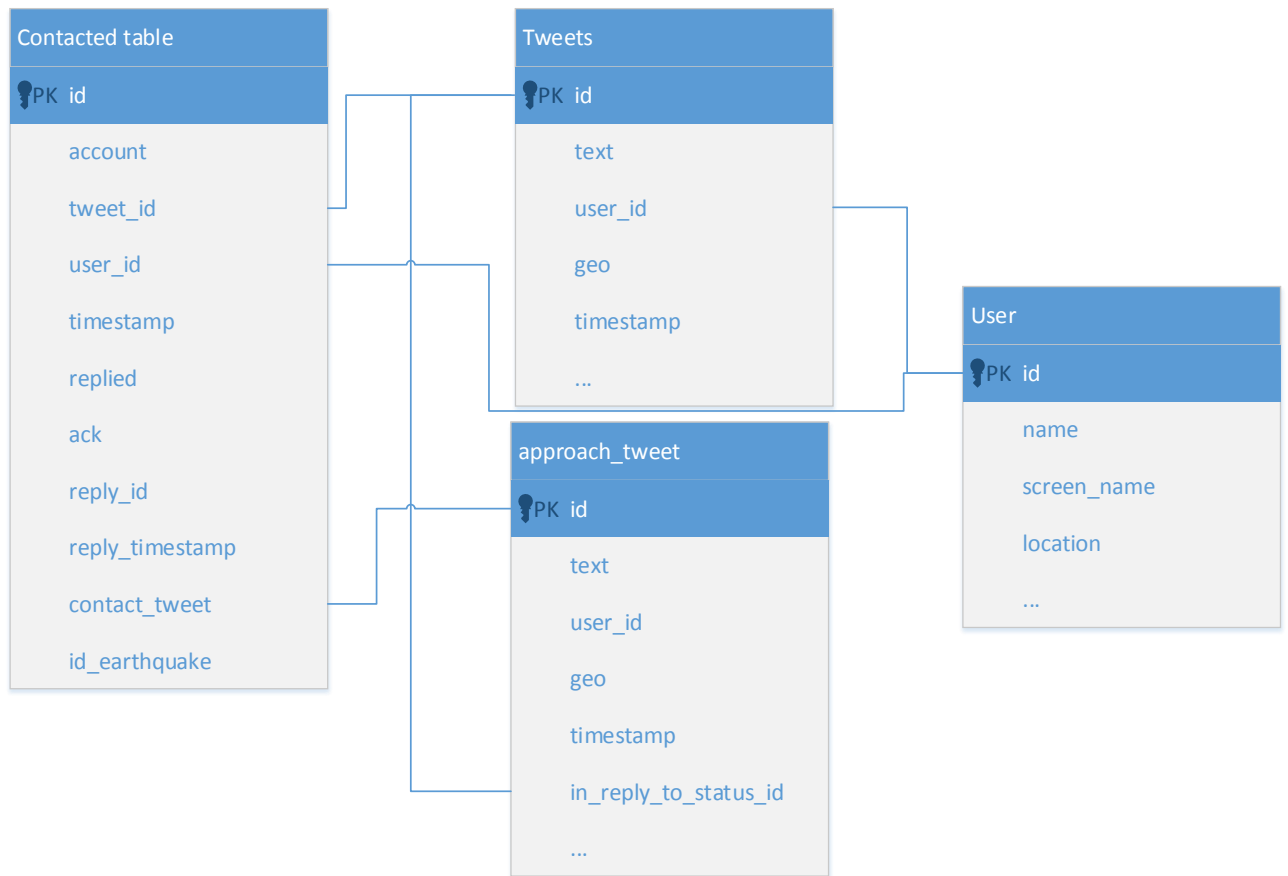 Contacted table
PK id
account
tweet_id
user_id
timestamp
replied
ack
reply_id
reply_timestamp
contact_tweet
id_earthquake
Tweets
PK id
text
user_id
geo
timestamp
...
approach_tweet
PK id
text
user_id
geo
timestamp
in_reply_to_status_id
...
User
PK id
name
screen_name
location
...